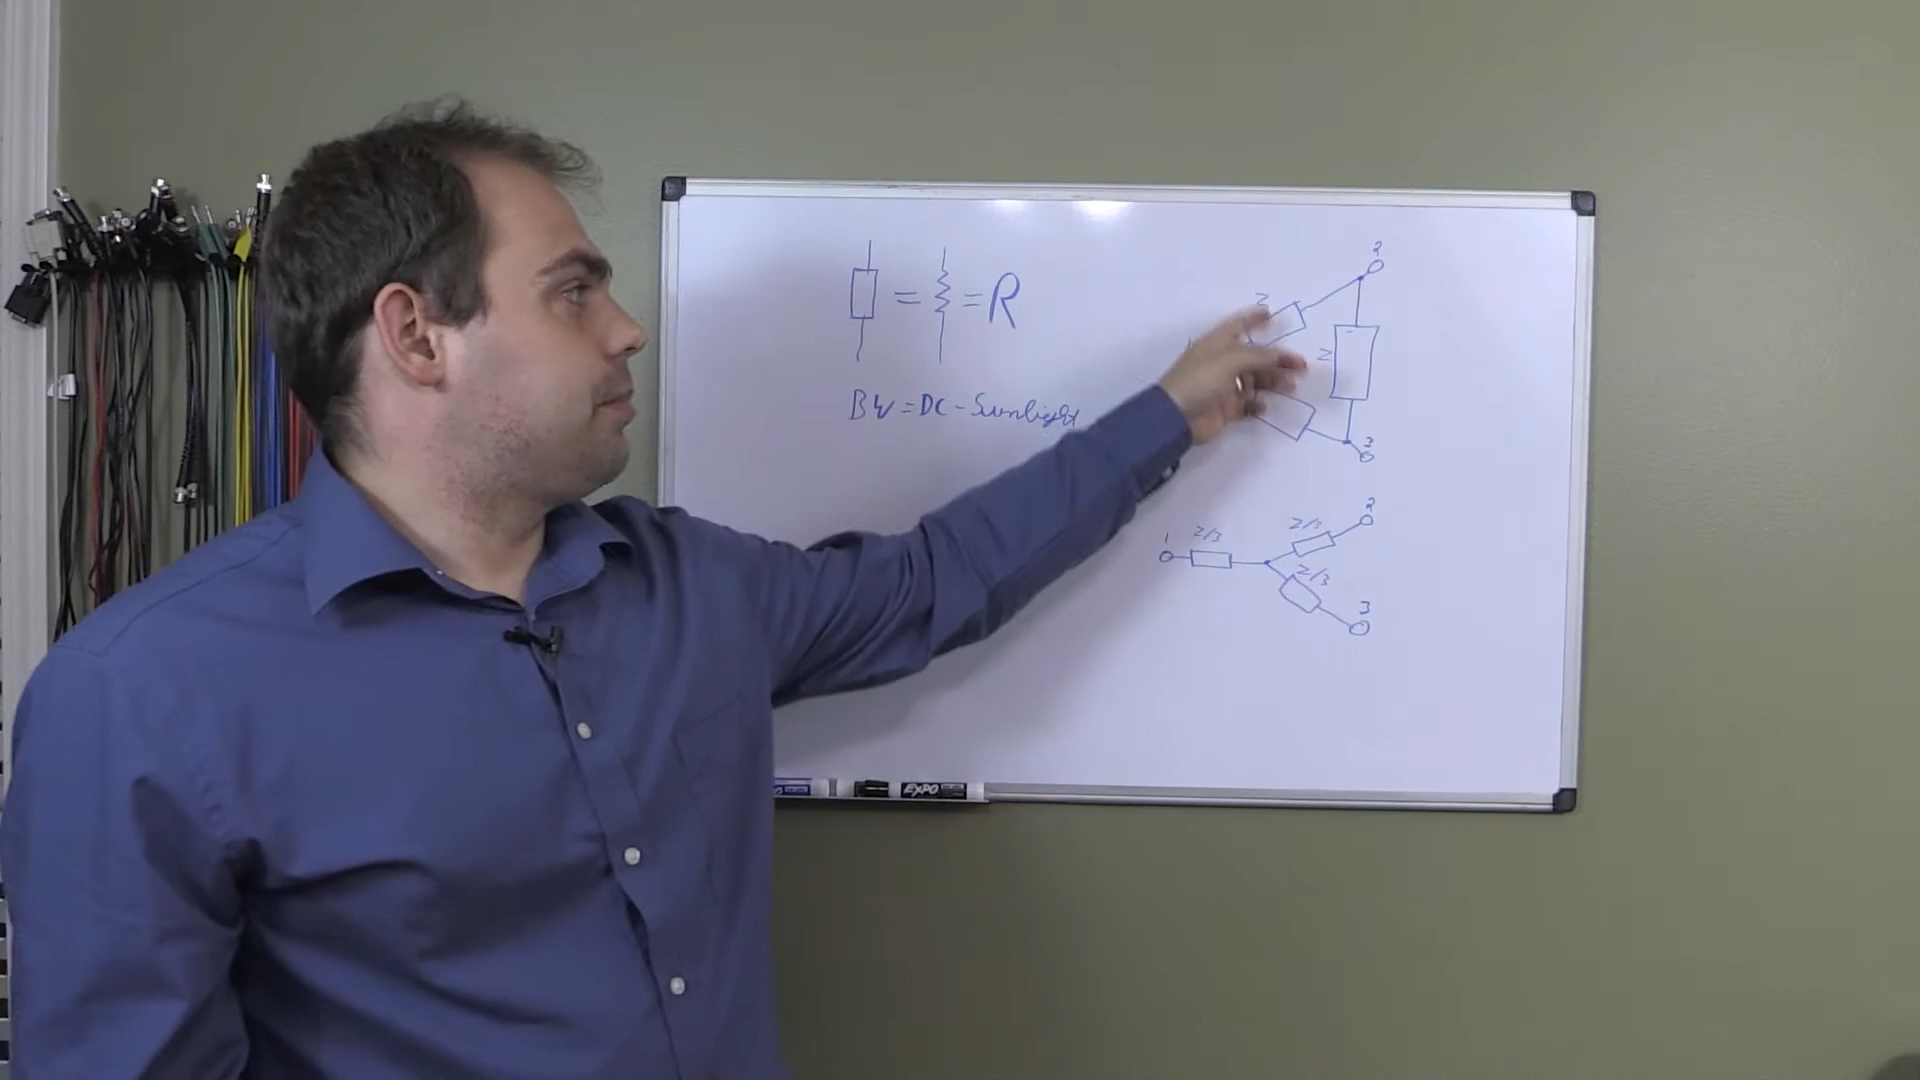 = = R
BW = DC - Sunlight
2
Z
Z
3
2
1 Z/3 Z/3
Z/3
3
EXPO